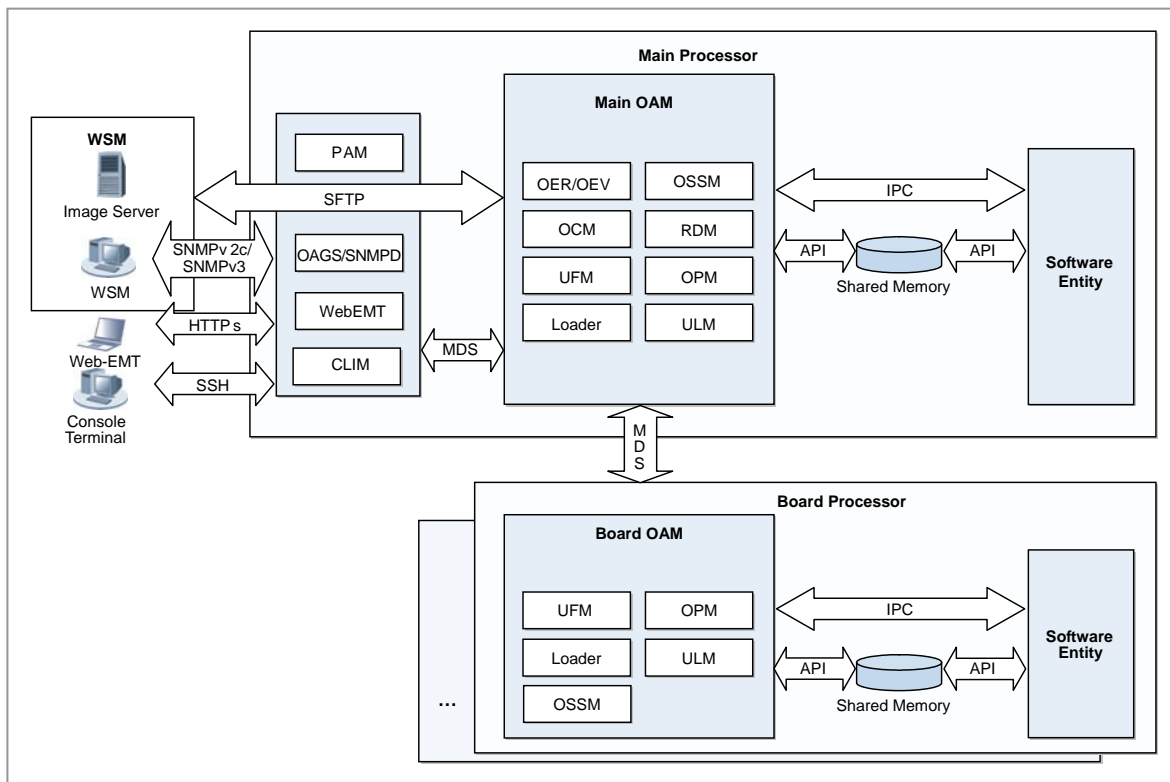 Main Processor
Main OAM
WSM
Image Server
WSM
Web-EMT
Console
Terminal
SFTP
SNMPv 2c/
SNMPv3
HTTP s
SSH
PAM
OAGS/SNMPD
WebEMT
CLIM
MDS
OER/OEV
OSSM
OCM
RDM
UFM
OPM
Loader
ULM
IPC
API
API
Shared Memory
Software
Entity
M
D
S
Board Processor
Board OAM
UFM
OPM
Loader
ULM
OSSM
IPC
API
API
Shared Memory
Software
Entity
...